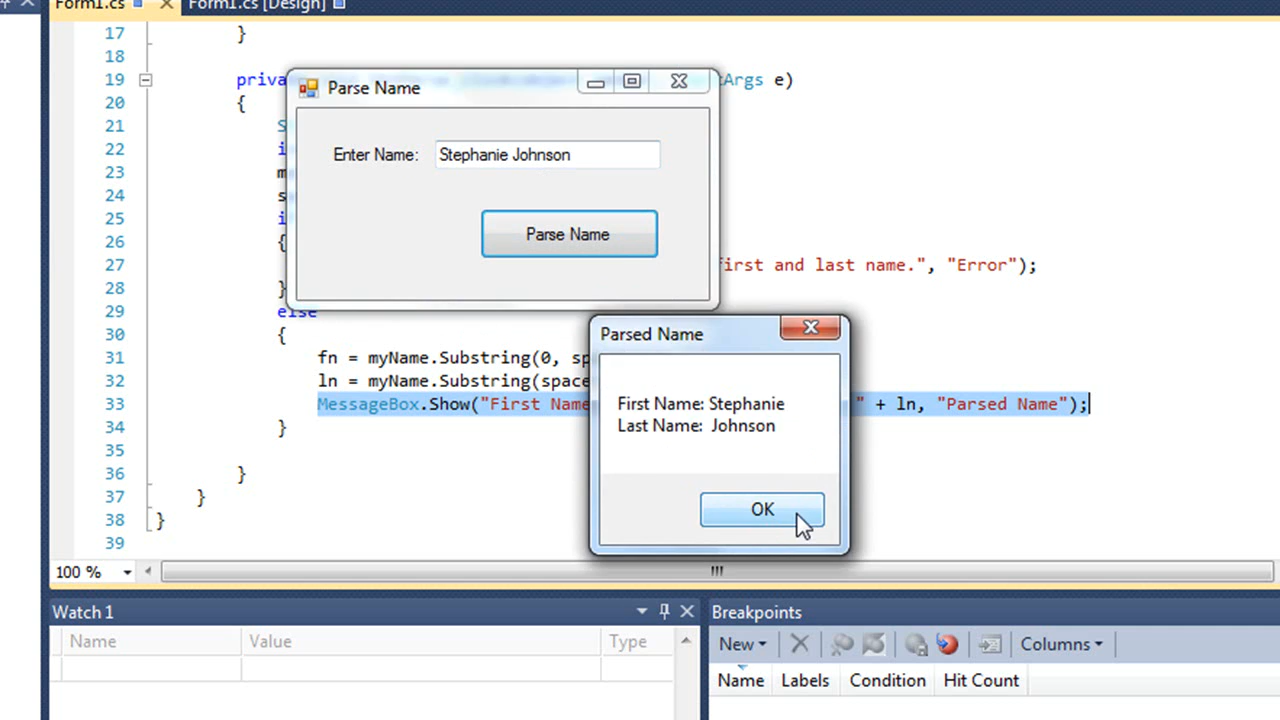 Form1.cs
Form1.cs [Design]
17 }
18
19 priva Args e)
20 {
21 S
22 i
23 m
24 s
25 i
26 {
27 first and last name.", "Error");
28 }
29 else
30 {
31 fn = myName.Substring(0, sp
32 ln = myName.Substring(space
33 MessageBox.Show("First Name " + ln, "Parsed Name");
34 }
35
36 }
37 }
38 }
39
Parse Name
Enter Name: Stephanie Johnson
Parse Name
Parsed Name
First Name: Stephanie
Last Name: Johnson
OK
100 %
Watch 1
Name Value Type
Breakpoints
New Columns
Name Labels Condition Hit Count